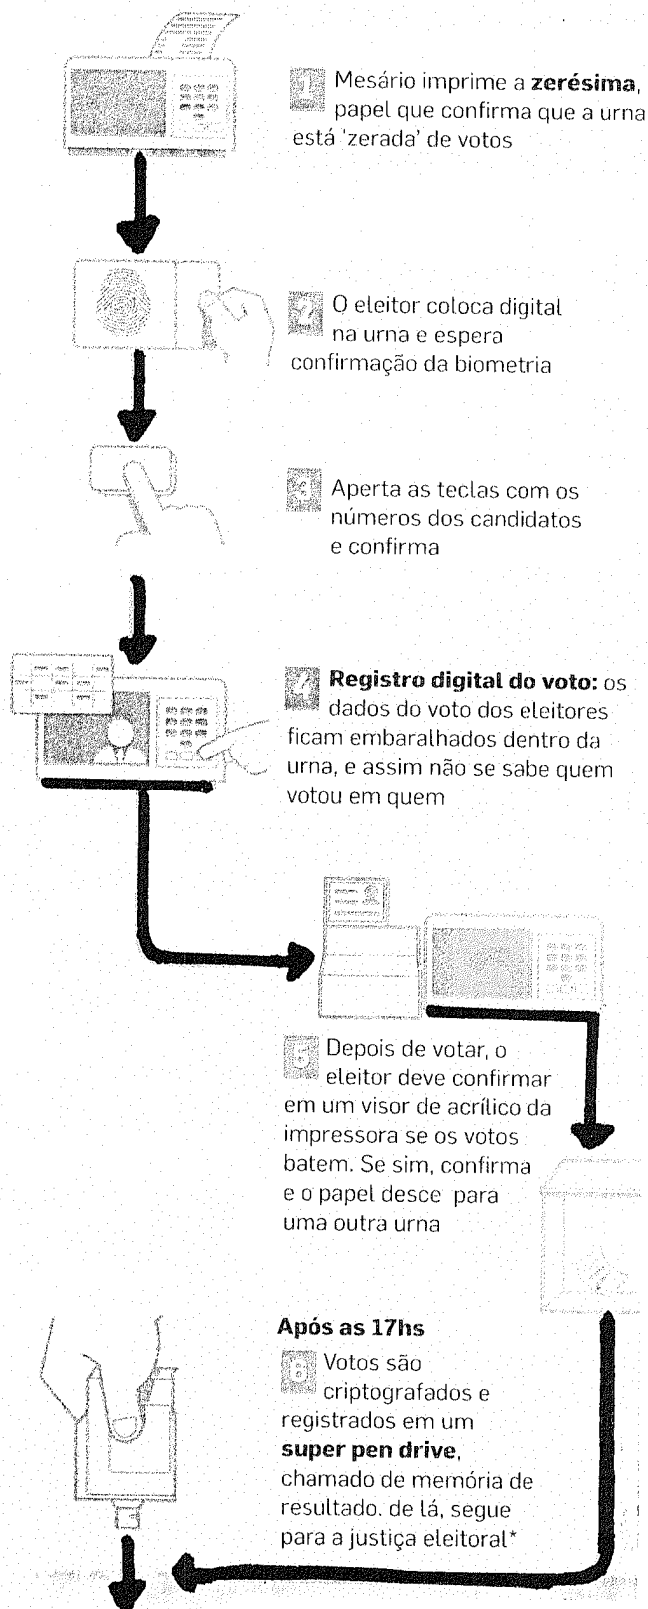 1 Mesário imprime a zerésima,
papel que confirma que a urna
está 'zerada' de votos
2 O eleitor coloca digital
na urna e espera
confirmação da biometria
3 Aperta as teclas com os
números dos candidatos
e confirma
4 Registro digital do voto: os
dados do voto dos eleitores
ficam embaralhados dentro da
urna, e assim não se sabe quem
votou em quem
5 Depois de votar, o
eleitor deve confirmar
em um visor de acrílico da
impressora se os votos
batem. Se sim, confirma
e o papel desce para
uma outra urna
Após as 17hs
Votos são
criptografados e
registrados em um
super pen drive,
chamado de memória de
resultado. de lá, segue
para a justiça eleitoral*